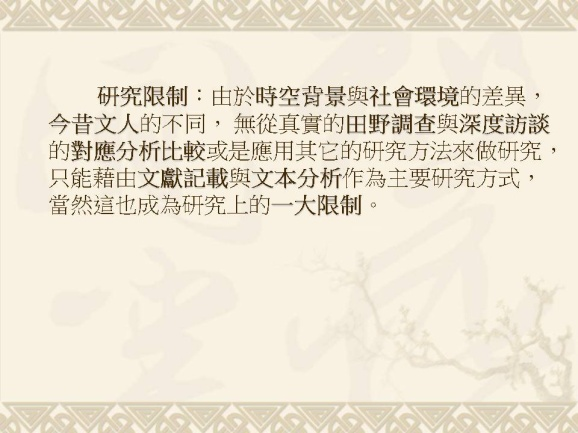 研究限制：由於時空背景與社會環境的差異，
今昔文人的不同， 無從真實的田野調查與深度訪談
的對應分析比較或是應用其它的研究方法來做研究，
只能藉由文獻記載與文本分析作為主要研究方式，
當然這也成為研究上的一大限制。